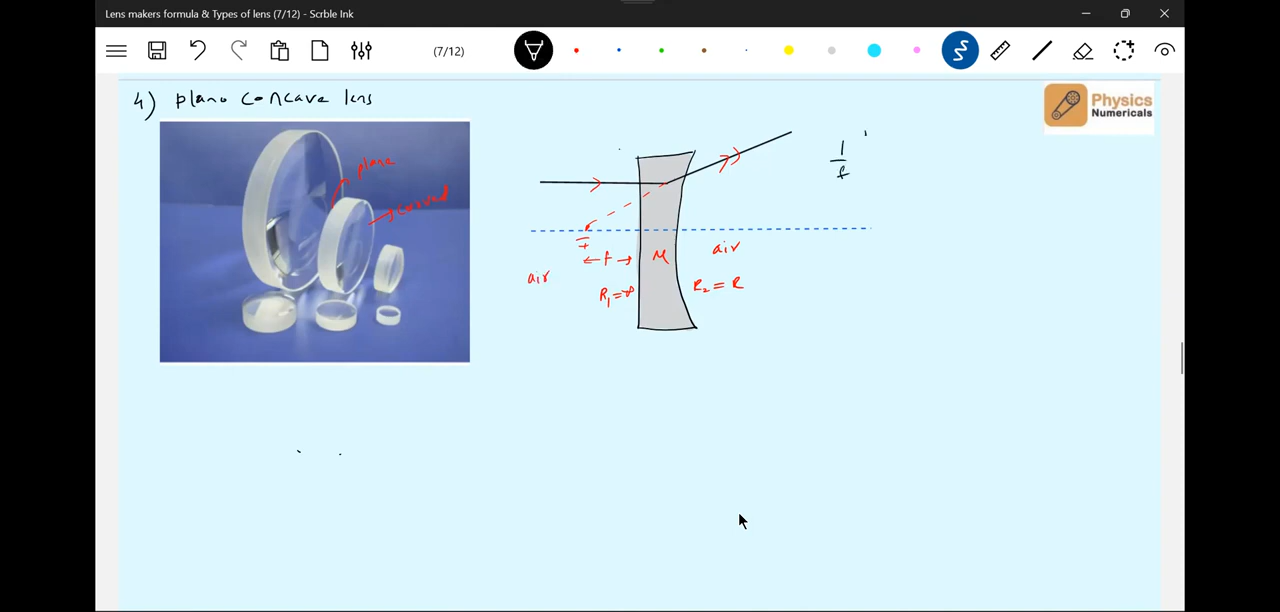 Lens makers formula & Types of lens (7/12) - Scrble Ink
(7/12)
4) plano concave lens
Physics
Numericals
plane
curved
1
f
F
f
μ
air
air
R₁=∞
R₂ = R